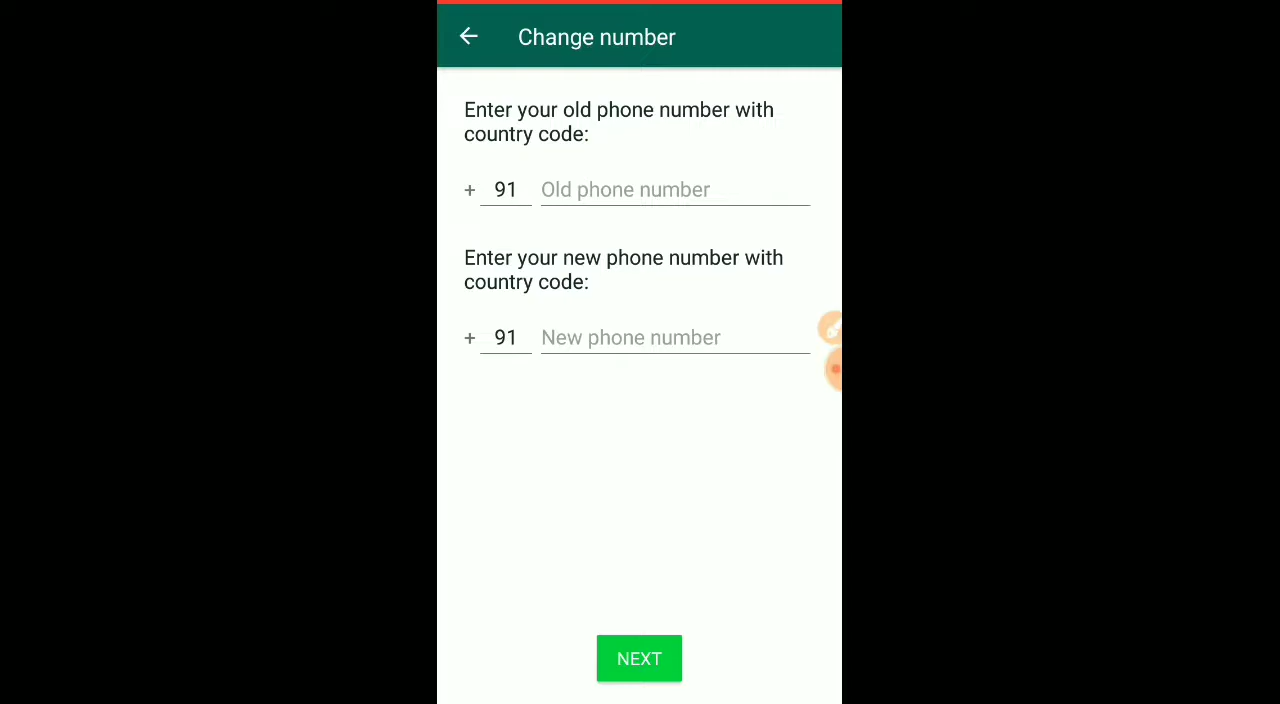 Change number
Enter your old phone number with
country code:
+ 91 Old phone number
Enter your new phone number with
country code:
+ 91 New phone number
NEXT